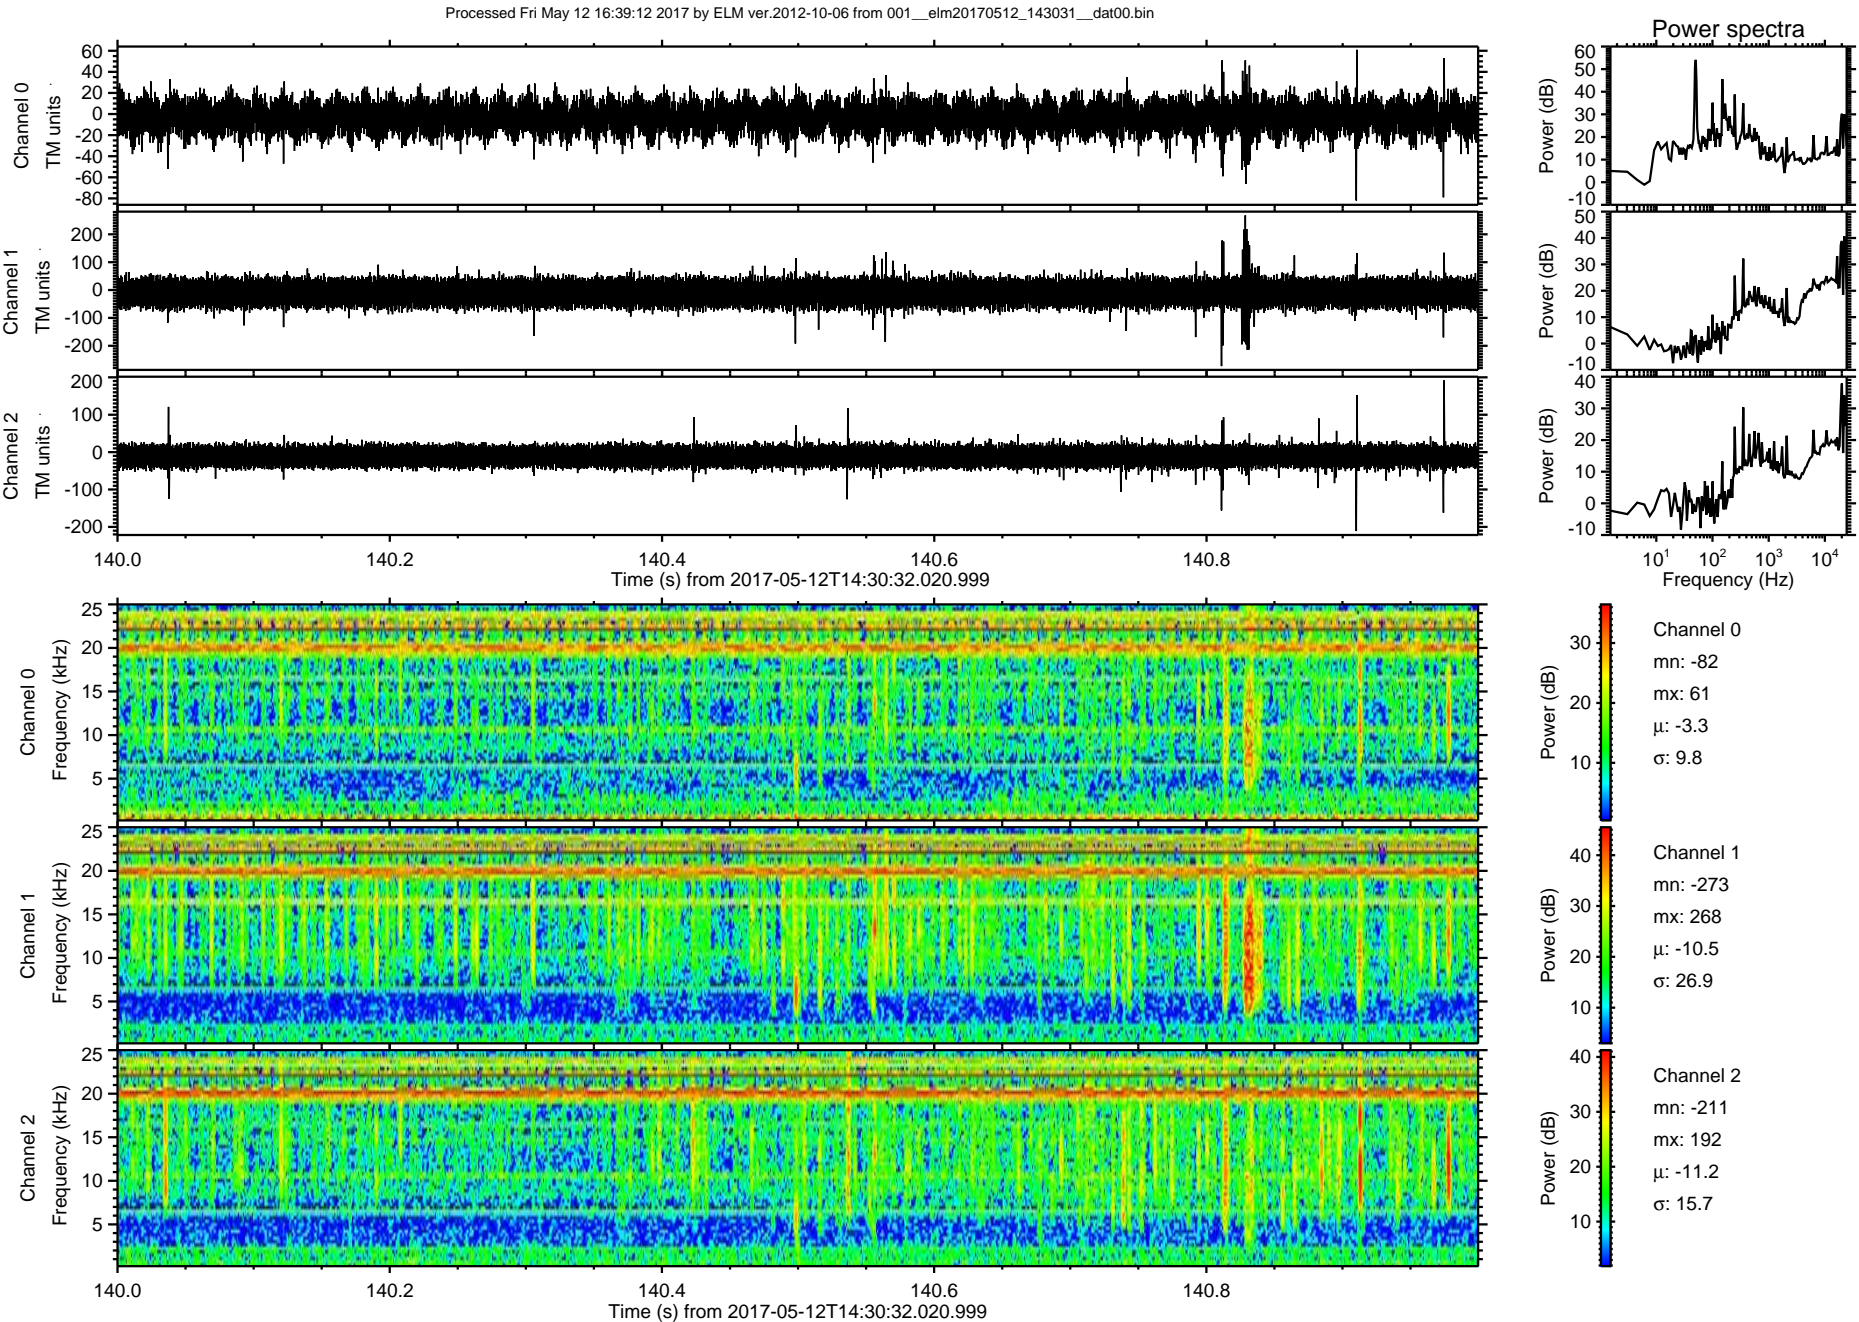 Processed Fri May 12 16:39:12 2017 by ELM ver.2012-10-06 from 001__elm20170512_143031__dat00.bin
Power spectra
Channel 0
TM units
60
40
20
0
-20
-40
-60
-80
Power (dB)
60
50
40
30
20
10
0
-10
Channel 1
TM units
200
100
0
-100
-200
Power (dB)
50
40
30
20
10
0
-10
Channel 2
TM units
200
100
0
-100
-200
Power (dB)
40
30
20
10
0
-10
140.0 140.2 140.4 140.6 140.8
Time (s) from 2017-05-12T14:30:32.020.999
10¹ 10² 10³ 10⁴
Frequency (Hz)
Channel 0
Frequency (kHz)
25
20
15
10
5
Power (dB)
30
20
10
Channel 0
mn: -82
mx: 61
μ: -3.3
σ: 9.8
Channel 1
Frequency (kHz)
25
20
15
10
5
Power (dB)
40
30
20
10
Channel 1
mn: -273
mx: 268
μ: -10.5
σ: 26.9
Channel 2
Frequency (kHz)
25
20
15
10
5
Power (dB)
40
30
20
10
Channel 2
mn: -211
mx: 192
μ: -11.2
σ: 15.7
140.0 140.2 140.4 140.6 140.8
Time (s) from 2017-05-12T14:30:32.020.999